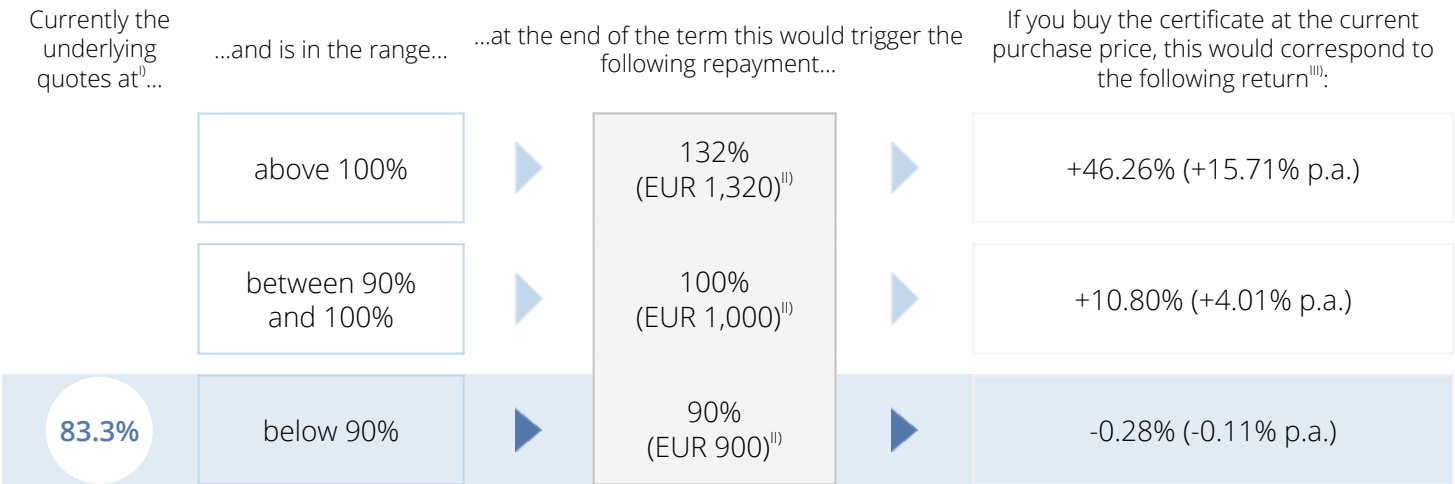 Currently the
underlying
quotes at^I)...
...and is in the range...
...at the end of the term this would trigger the
following repayment...
If you buy the certificate at the current
purchase price, this would correspond to
the following return^III):
above 100%
132%
(EUR 1,320)^II)
+46.26% (+15.71% p.a.)
between 90%
and 100%
100%
(EUR 1,000)^II)
+10.80% (+4.01% p.a.)
83.3%
below 90%
90%
(EUR 900)^II)
-0.28% (-0.11% p.a.)